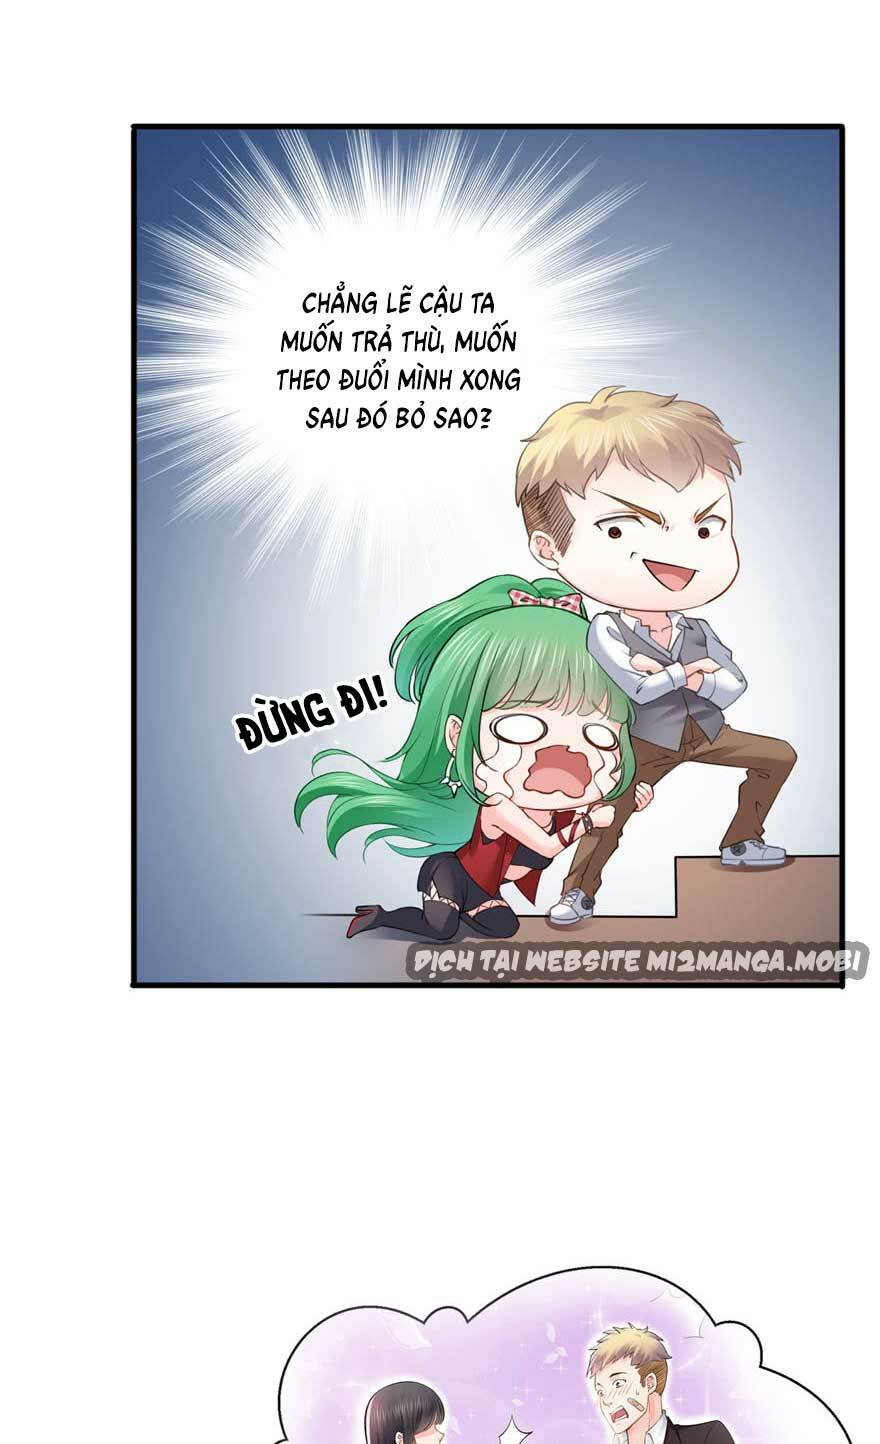 CHẲNG LẼ CẬU TA
MUỐN TRẢ THÙ, MUỐN
THEO ĐUỔI MÌNH XONG
SAU ĐÓ BỎ SAO?
ĐỪNG ĐI!
DỊCH TẠI WEBSITE MI2MANGA.MOBI